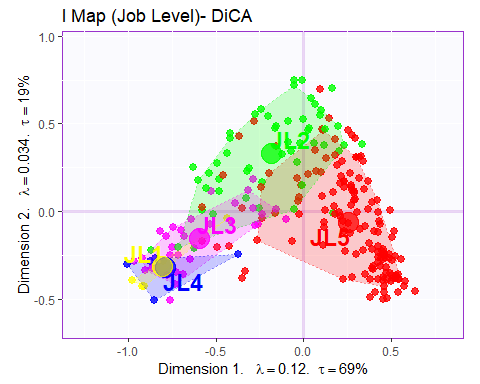 I Map (Job Level)- DiCA
1.0
0.5
0.0
-0.5
-1.0
-0.5
0.0
0.5
JL2
JL3
JL5
JL4
Dimension 1. λ = 0.12. τ = 69%
Dimension 2. λ = 0.034. τ = 19%